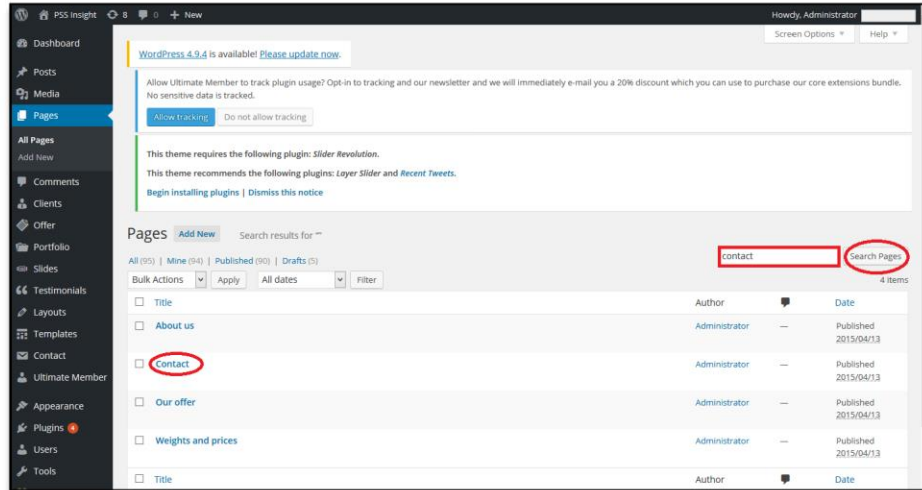 PSS Insight 8 0 + New Howdy, Administrator
Screen Options Help
Dashboard
Posts
Media
Pages
All Pages
Add New
Comments
Clients
Offer
Portfolio
Slides
Testimonials
Layouts
Templates
Contact
Ultimate Member
Appearance
Plugins 4
Users
Tools
WordPress 4.9.4 is available! Please update now.
Allow Ultimate Member to track plugin usage? Opt-in to tracking and our newsletter and we will immediately e-mail you a 20% discount which you can use to purchase our core extensions bundle.
No sensitive data is tracked.
Allow tracking Do not allow tracking
This theme requires the following plugin: Slider Revolution.
This theme recommends the following plugins: Layer Slider and Recent Tweets.
Begin installing plugins | Dismiss this notice
Pages Add New Search results for ""
All (95) | Mine (94) | Published (90) | Drafts (5)
contact Search Pages
Bulk Actions Apply All dates Filter 4 items
Title Author Date
About us Administrator — Published
2015/04/13
Contact Administrator — Published
2015/04/13
Our offer Administrator — Published
2015/04/13
Weights and prices Administrator — Published
2015/04/13
Title Author Date